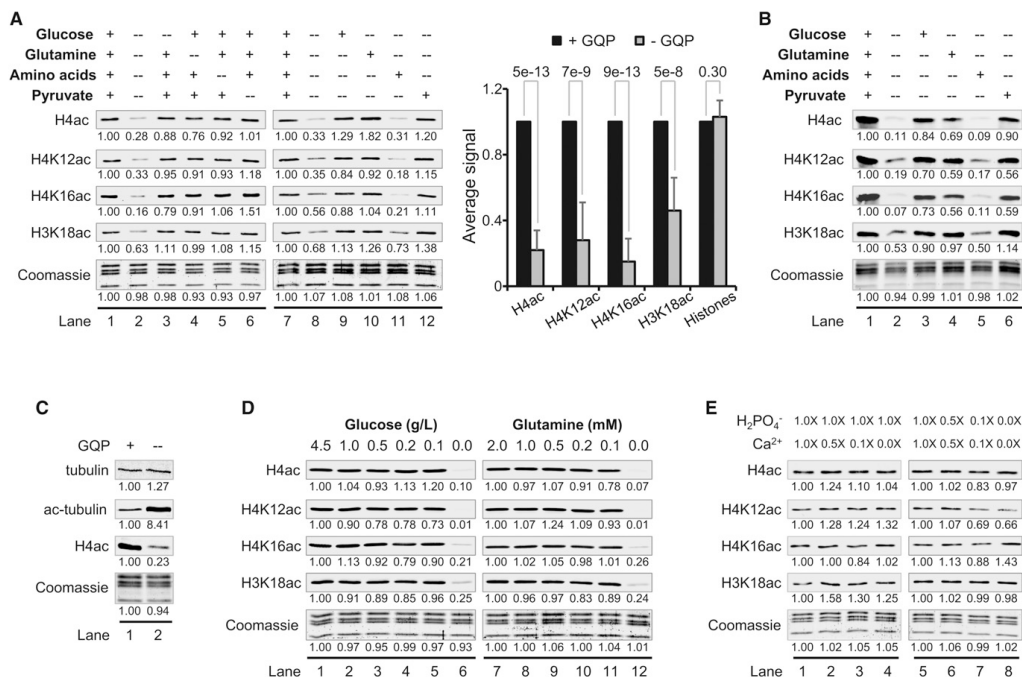 A
Glucose + -- -- + + + + -- + -- -- --
Glutamine + -- + -- + + + -- -- + -- --
Amino acids + -- + + -- + + -- -- -- + --
Pyruvate + -- + + + -- + -- -- -- -- +
H4ac
1.00 0.28 0.88 0.76 0.92 1.01 1.00 0.33 1.29 1.82 0.31 1.20
H4K12ac
1.00 0.33 0.95 0.91 0.93 1.18 1.00 0.35 0.84 0.92 0.18 1.15
H4K16ac
1.00 0.16 0.79 0.91 1.06 1.51 1.00 0.56 0.88 1.04 0.21 1.11
H3K18ac
1.00 0.63 1.11 0.99 1.08 1.15 1.00 0.68 1.13 1.26 0.73 1.38
Coomassie
1.00 0.98 0.98 0.93 0.93 0.97 1.00 1.07 1.08 1.01 1.08 1.06
Lane 1 2 3 4 5 6 7 8 9 10 11 12
+ GQP - GQP
5e-13 7e-9 9e-13 5e-8 0.30
Average signal
1.2
0.8
0.4
0
H4ac H4K12ac H4K16ac H3K18ac Histones
B
Glucose + -- + -- -- --
Glutamine + -- -- + -- --
Amino acids + -- -- -- + --
Pyruvate + -- -- -- -- +
H4ac
1.00 0.11 0.84 0.69 0.09 0.90
H4K12ac
1.00 0.19 0.70 0.59 0.17 0.56
H4K16ac
1.00 0.07 0.73 0.56 0.11 0.59
H3K18ac
1.00 0.53 0.90 0.97 0.50 1.14
Coomassie
1.00 0.94 0.99 1.01 0.98 1.02
Lane 1 2 3 4 5 6
C
GQP + --
tubulin
1.00 1.27
ac-tubulin
1.00 8.41
H4ac
1.00 0.23
Coomassie
1.00 0.94
Lane 1 2
D
Glucose (g/L) Glutamine (mM)
4.5 1.0 0.5 0.2 0.1 0.0 2.0 1.0 0.5 0.2 0.1 0.0
H4ac
1.00 1.04 0.93 1.13 1.20 0.10 1.00 0.97 1.07 0.91 0.78 0.07
H4K12ac
1.00 0.90 0.78 0.78 0.73 0.01 1.00 1.07 1.24 1.09 0.93 0.01
H4K16ac
1.00 1.13 0.92 0.79 0.90 0.21 1.00 1.02 1.05 0.98 1.01 0.26
H3K18ac
1.00 0.91 0.89 0.85 0.96 0.25 1.00 0.96 0.97 0.83 0.89 0.24
Coomassie
1.00 0.97 0.95 0.99 0.97 0.93 1.00 1.00 1.06 1.00 1.04 1.01
Lane 1 2 3 4 5 6 7 8 9 10 11 12
E
H₂PO₄⁻ 1.0X 1.0X 1.0X 1.0X 1.0X 0.5X 0.1X 0.0X
Ca²⁺ 1.0X 0.5X 0.1X 0.0X 1.0X 0.5X 0.1X 0.0X
H4ac
1.00 1.24 1.10 1.04 1.00 1.02 0.83 0.97
H4K12ac
1.00 1.28 1.24 1.32 1.00 1.07 0.69 0.66
H4K16ac
1.00 1.00 0.84 1.02 1.00 1.13 0.88 1.43
H3K18ac
1.00 1.58 1.30 1.25 1.00 1.02 0.99 0.98
Coomassie
1.00 1.02 1.05 1.05 1.00 1.06 0.99 1.02
Lane 1 2 3 4 5 6 7 8